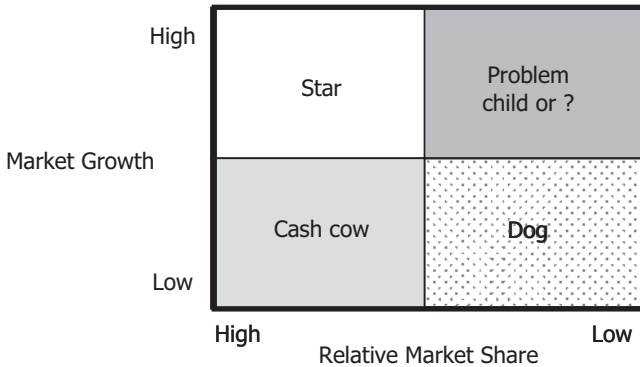 High
Star
Problem
child or ?
Market Growth
Cash cow
Dog
Low
High
Low
Relative Market Share